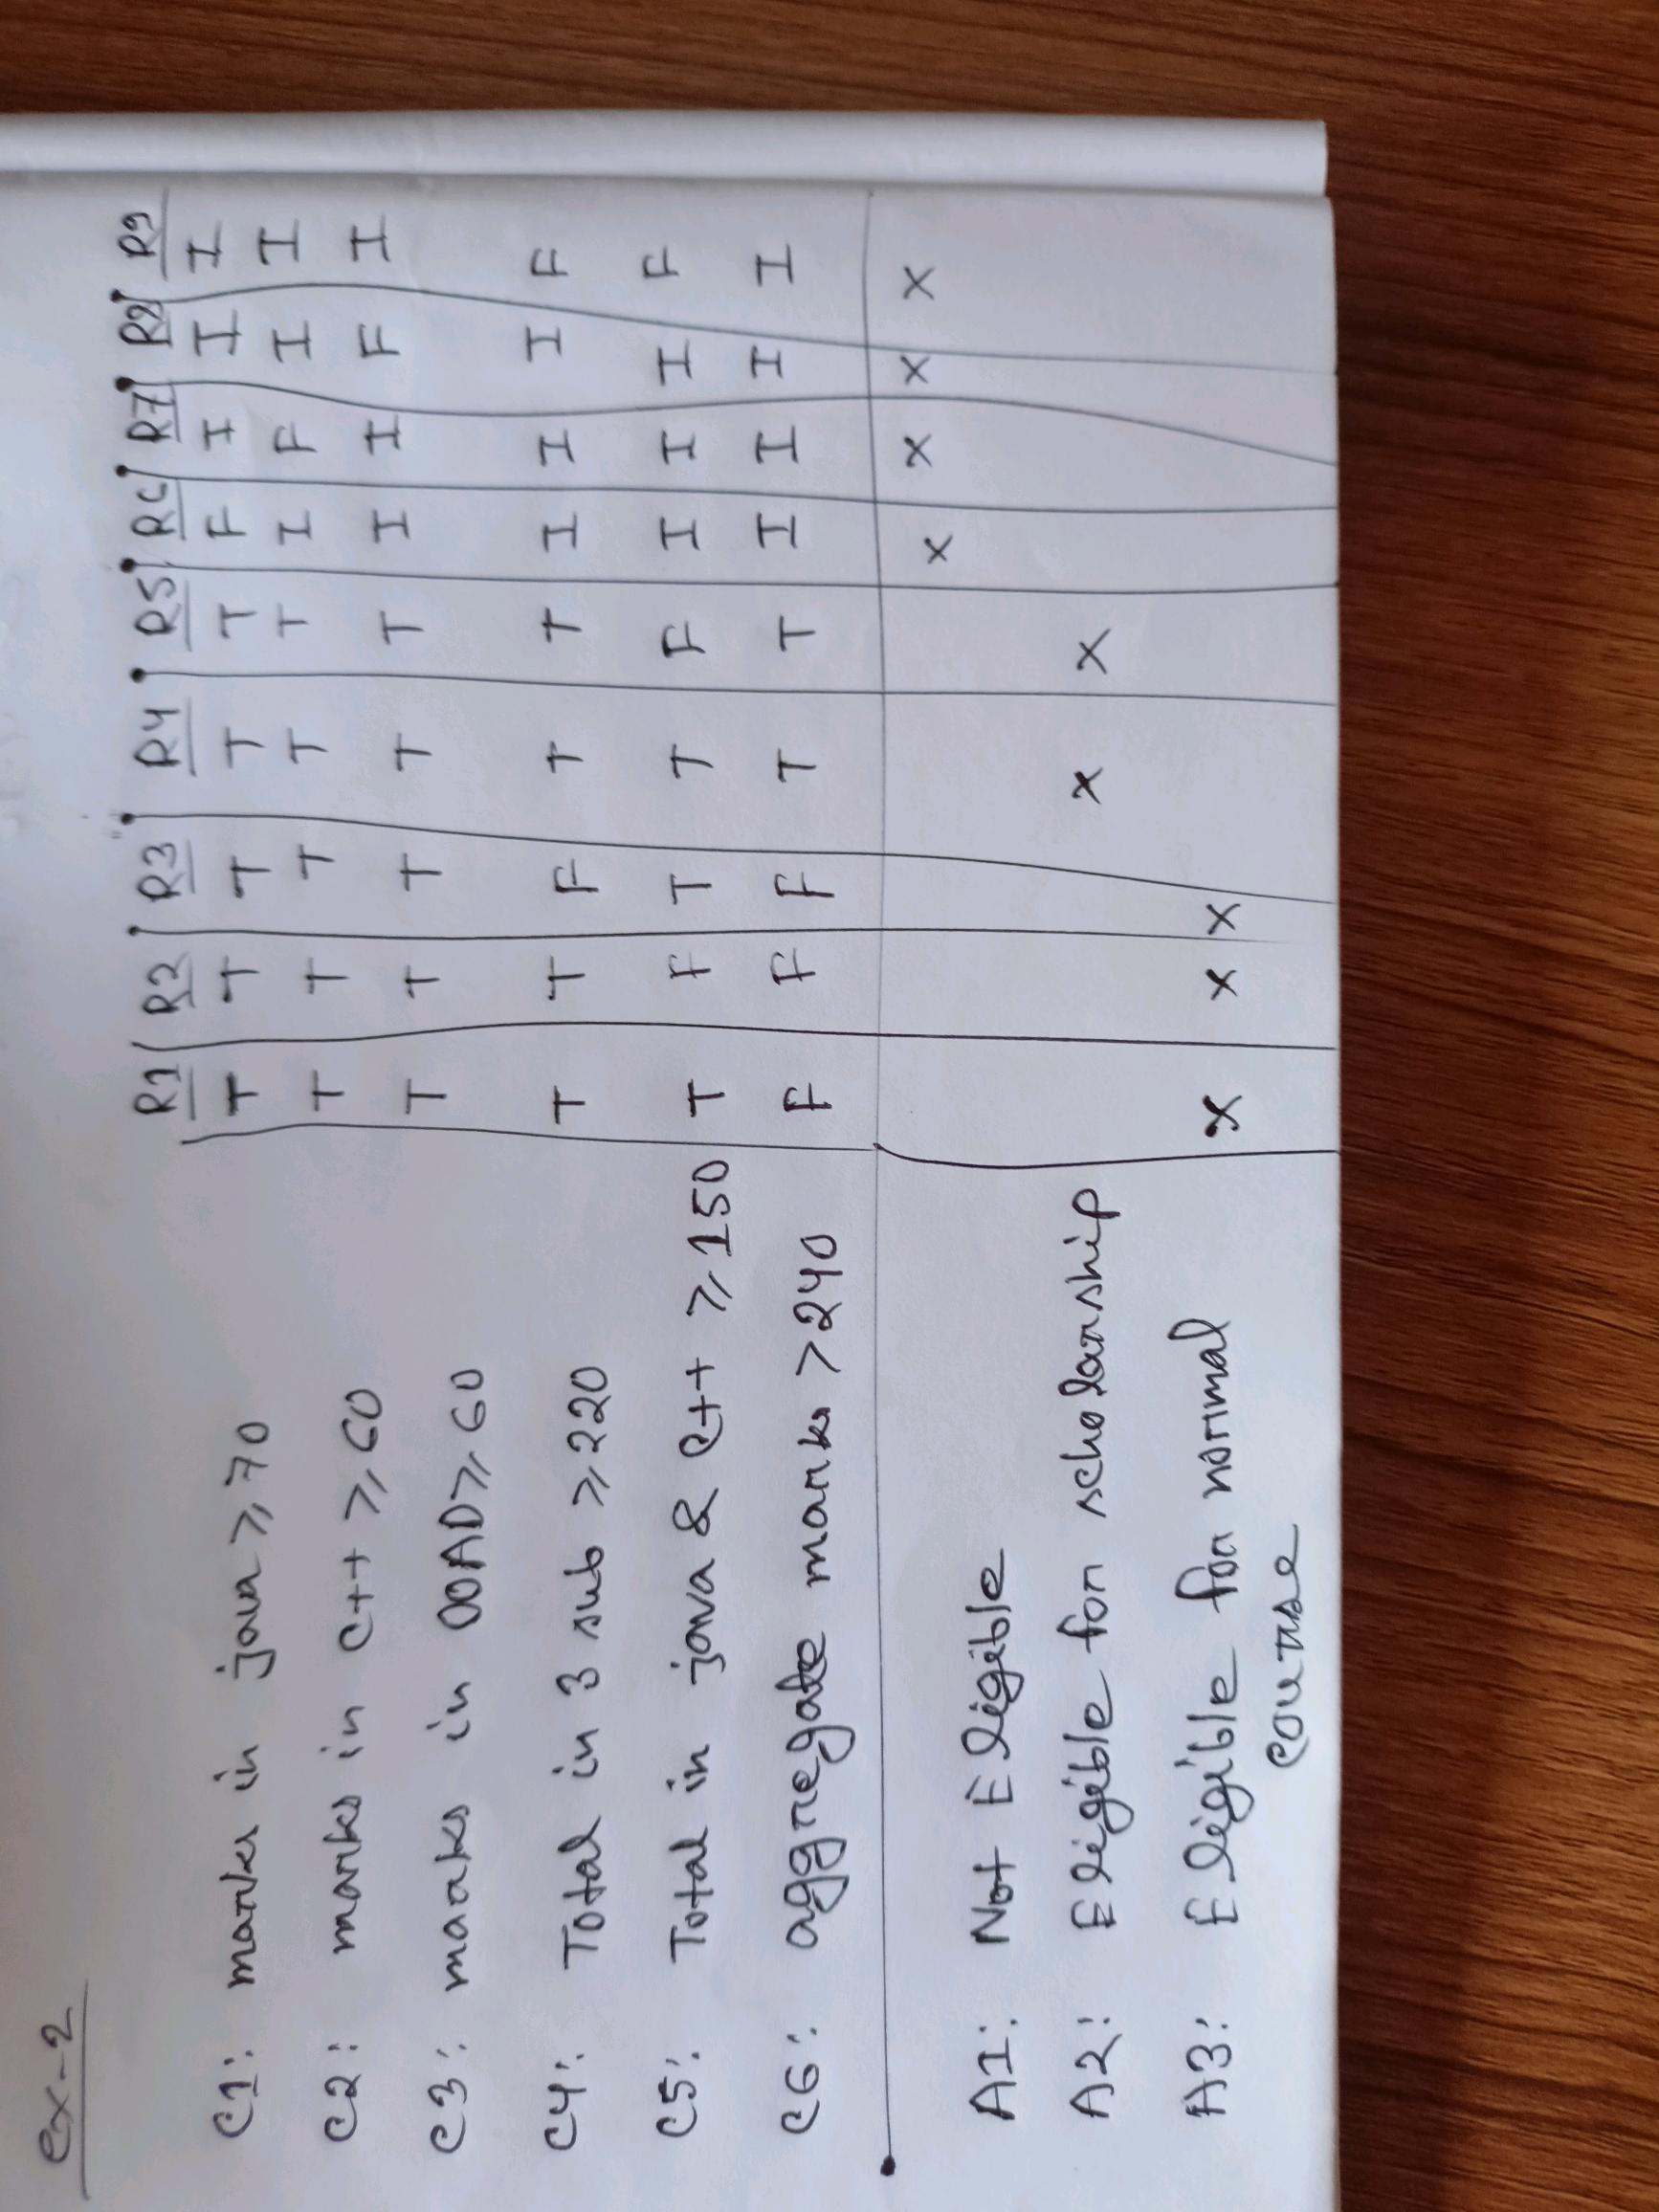 ex-2
R1 R2 R3 R4 R5 R6 R7 R8 R9
C1: marks in java ≥ 70 T T T T T F I I I
C2: marks in C++ ≥ 60 T T T T T I F I I
C3: marks in OOAD ≥ 60 T T T T T I I F I
C4: Total in 3 sub ≥ 220 T T F T T I I I F
C5: Total in java & C++ ≥ 150 T F T T F I I I F
C6: aggregate marks > 240 F F F T T I I I I
A1: Not Eligible X X X X
A2: Eligible for scholarship X X
A3: Eligible for normal X X X
course